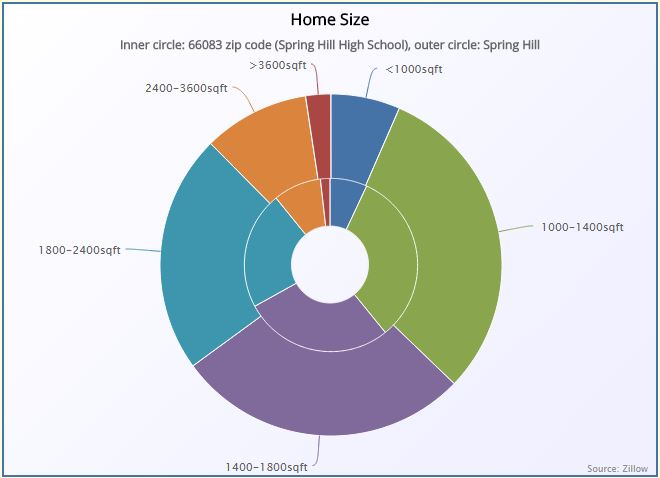 Home Size
Inner circle: 66083 zip code (Spring Hill High School), outer circle: Spring Hill
>3600sqft
<1000sqft
2400-3600sqft
1000-1400sqft
1800-2400sqft
1400-1800sqft
Source: Zillow